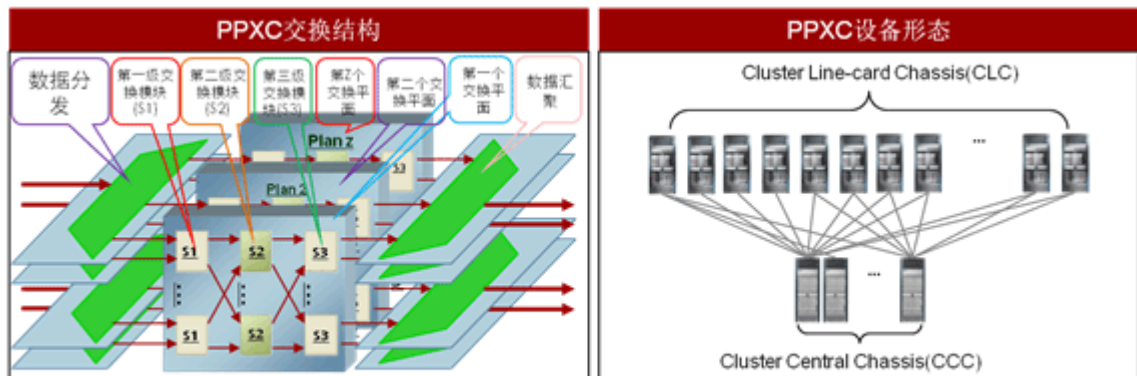 PPXC交换结构
数据分
发
第一级交
换模块
(S1)
第二级交
换模块
(S2)
第三级
交换模
块(S3)
第Z个
交换平
面
第二个交
换平面
第一个
交换平
面
数据汇
聚
Plan z
S3
Plan 2
S1
S2
S3
S1
S2
S3
PPXC设备形态
Cluster Line-card Chassis(CLC)
...
...
Cluster Central Chassis(CCC)